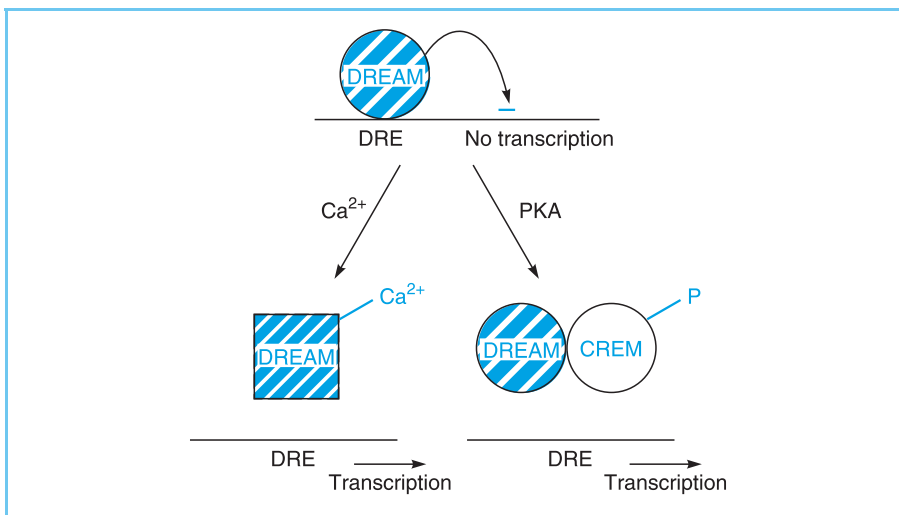 DREAM
DRE No transcription
Ca2+ PKA
Ca2+ P
DREAM DREAM CREM
DRE DRE
Transcription Transcription